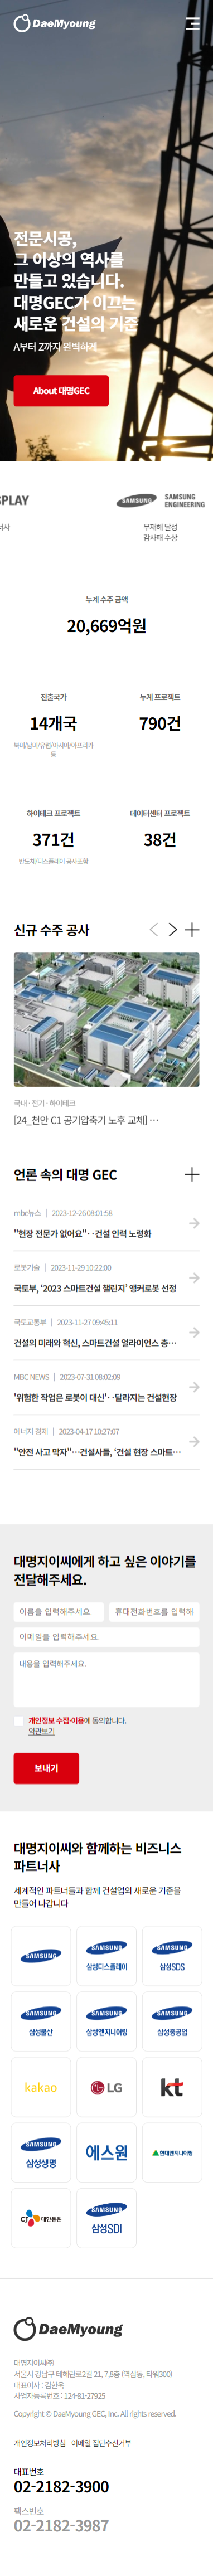 DaeMyoung
전문시공,
그 이상의 역사를
만들고 있습니다.
대명GEC가 이끄는
새로운 건설의 기준
A부터 Z까지 완벽하게
About 대명GEC
SPLAY
SAMSUNG
SAMSUNG
ENGINEERING
너사
무재해 달성
감사패 수상
누계 수주 금액
20,669억원
진출국가
누계 프로젝트
14개국
790건
북미/남미/유럽/아시아/아프리카
등
하이테크 프로젝트
데이터센터 프로젝트
371건
38건
반도체/디스플레이 공사포함
신규 수주 공사
국내 · 전기 · 하이테크
[24_천안 C1 공기압축기 노후 교체] ⋯
언론 속의 대명 GEC
mbc뉴스 | 2023-12-26 08:01:58
"현장 전문가 없어요"‥건설 인력 노령화
로봇기술 | 2023-11-29 10:22:00
국토부, ‘2023 스마트건설 챌린지’ 앵커로봇 선정
국토교통부 | 2023-11-27 09:45:11
건설의 미래와 혁신, 스마트건설 얼라이언스 총⋯
MBC NEWS | 2023-07-31 08:02:09
'위험한 작업은 로봇이 대신'‥달라지는 건설현장
에너지 경제 | 2023-04-17 10:27:07
"안전 사고 막자"⋯건설사들, ‘건설 현장 스마트⋯
대명지이씨에게 하고 싶은 이야기를
전달해주세요.
이름을 입력해주세요.
휴대전화번호를 입력해
이메일을 입력해주세요.
내용을 입력해주세요.
개인정보 수집·이용에 동의합니다.
약관보기
보내기
대명지이씨와 함께하는 비즈니스
파트너사
세계적인 파트너들과 함께 건설업의 새로운 기준을
만들어 나갑니다
SAMSUNG
SAMSUNG
삼성디스플레이
SAMSUNG
삼성SDS
SAMSUNG
삼성물산
SAMSUNG
삼성엔지니어링
SAMSUNG
삼성중공업
kakao
LG
kt
SAMSUNG
삼성생명
에스원
현대엔지니어링
CJ 대한통운
SAMSUNG
삼성SDI
DaeMyoung
대명지이씨㈜
서울시 강남구 테헤란로2길 21, 7,8층 (역삼동, 타워300)
대표이사 : 김한욱
사업자등록번호 : 124-81-27925
Copyright © DaeMyoung GEC, Inc. All rights reserved.
개인정보처리방침 이메일 집단수신거부
대표번호
02-2182-3900
팩스번호
02-2182-3987